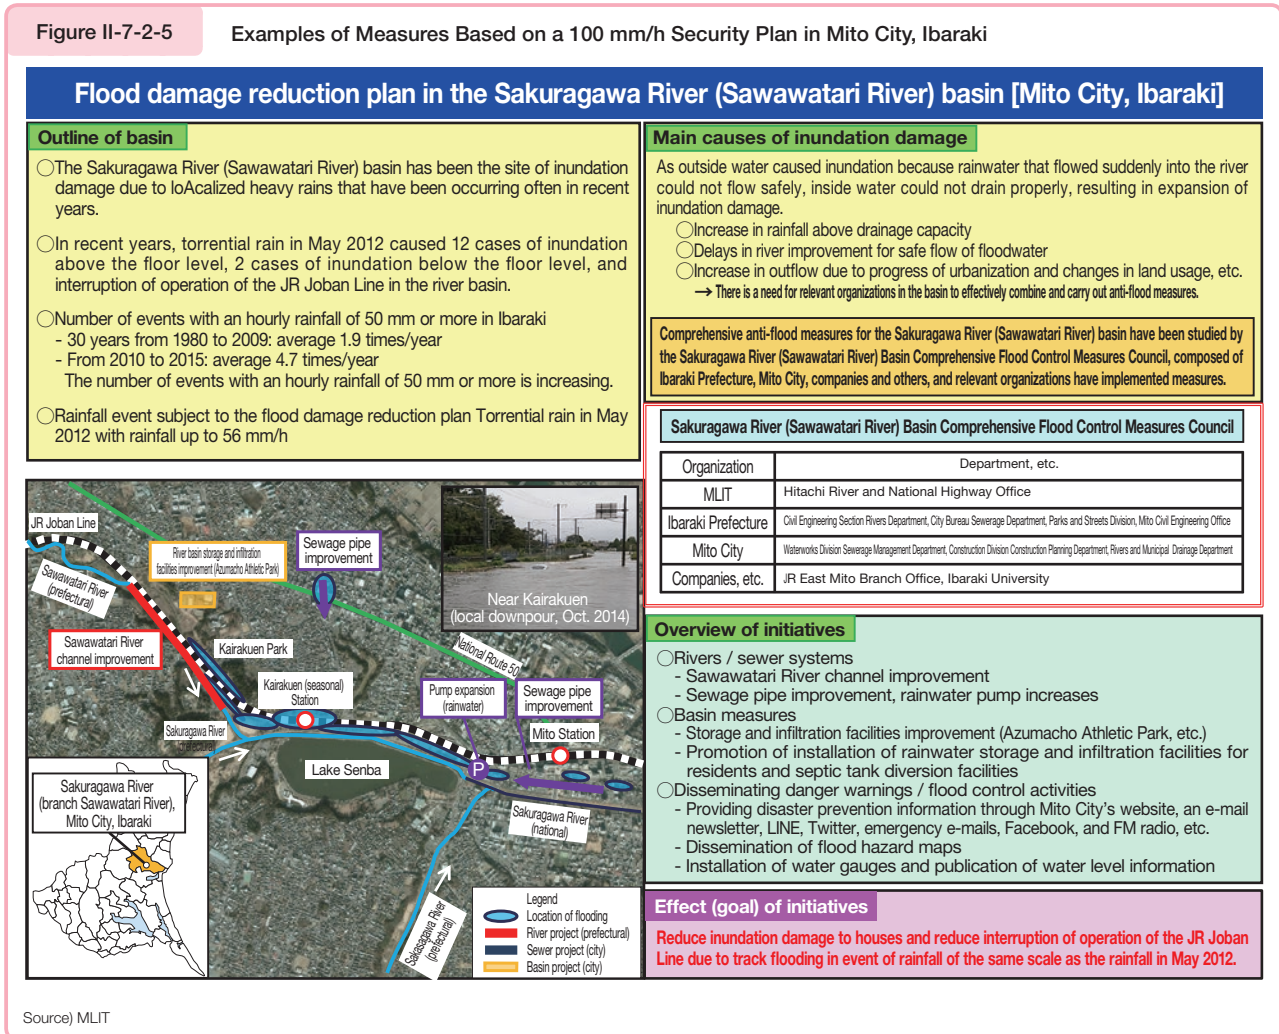 Figure II-7-2-5
Examples of Measures Based on a 100 mm/h Security Plan in Mito City, Ibaraki
Flood damage reduction plan in the Sakuragawa River (Sawawatari River) basin [Mito City, Ibaraki]
Outline of basin
○The Sakuragawa River (Sawawatari River) basin has been the site of inundation
damage due to loAcalized heavy rains that have been occurring often in recent
years.
○In recent years, torrential rain in May 2012 caused 12 cases of inundation
above the floor level, 2 cases of inundation below the floor level, and
interruption of operation of the JR Joban Line in the river basin.
○Number of events with an hourly rainfall of 50 mm or more in Ibaraki
- 30 years from 1980 to 2009: average 1.9 times/year
- From 2010 to 2015: average 4.7 times/year
The number of events with an hourly rainfall of 50 mm or more is increasing.
○Rainfall event subject to the flood damage reduction plan Torrential rain in May
2012 with rainfall up to 56 mm/h
Main causes of inundation damage
As outside water caused inundation because rainwater that flowed suddenly into the river
could not flow safely, inside water could not drain properly, resulting in expansion of
inundation damage.
○Increase in rainfall above drainage capacity
○Delays in river improvement for safe flow of floodwater
○Increase in outflow due to progress of urbanization and changes in land usage, etc.
→ There is a need for relevant organizations in the basin to effectively combine and carry out anti-flood measures.
Comprehensive anti-flood measures for the Sakuragawa River (Sawawatari River) basin have been studied by
the Sakuragawa River (Sawawatari River) Basin Comprehensive Flood Control Measures Council, composed of
Ibaraki Prefecture, Mito City, companies and others, and relevant organizations have implemented measures.
Sakuragawa River (Sawawatari River) Basin Comprehensive Flood Control Measures Council
Organization Department, etc.
MLIT Hitachi River and National Highway Office
Ibaraki Prefecture Civil Engineering Section Rivers Department, City Bureau Sewerage Department, Parks and Streets Division, Mito Civil Engineering Office
Mito City Waterworks Division Sewerage Management Department, Construction Division Construction Planning Department, Rivers and Municipal Drainage Department
Companies, etc. JR East Mito Branch Office, Ibaraki University
JR Joban Line
Sawawatari River
(prefectural)
River basin storage and infiltration
facilities improvement (Azumacho Athletic Park)
Sewage pipe
improvement
Near Kairakuen
(local downpour, Oct. 2014)
Sawawatari River
channel improvement
Kairakuen Park
National Route 50
Kairakuen (seasonal)
Station
Pump expansion
(rainwater)
Sewage pipe
improvement
Sakuragawa River
(prefectural)
Mito Station
Lake Senba
P
Sakuragawa River
(national)
Sakuragawa River
(branch Sawawatari River),
Mito City, Ibaraki
Sakasagawa River
(prefectural)
Legend
Location of flooding
River project (prefectural)
Sewer project (city)
Basin project (city)
Overview of initiatives
○Rivers / sewer systems
- Sawawatari River channel improvement
- Sewage pipe improvement, rainwater pump increases
○Basin measures
- Storage and infiltration facilities improvement (Azumacho Athletic Park, etc.)
- Promotion of installation of rainwater storage and infiltration facilities for
residents and septic tank diversion facilities
○Disseminating danger warnings / flood control activities
- Providing disaster prevention information through Mito City's website, an e-mail
newsletter, LINE, Twitter, emergency e-mails, Facebook, and FM radio, etc.
- Dissemination of flood hazard maps
- Installation of water gauges and publication of water level information
Effect (goal) of initiatives
Reduce inundation damage to houses and reduce interruption of operation of the JR Joban
Line due to track flooding in event of rainfall of the same scale as the rainfall in May 2012.
Source) MLIT